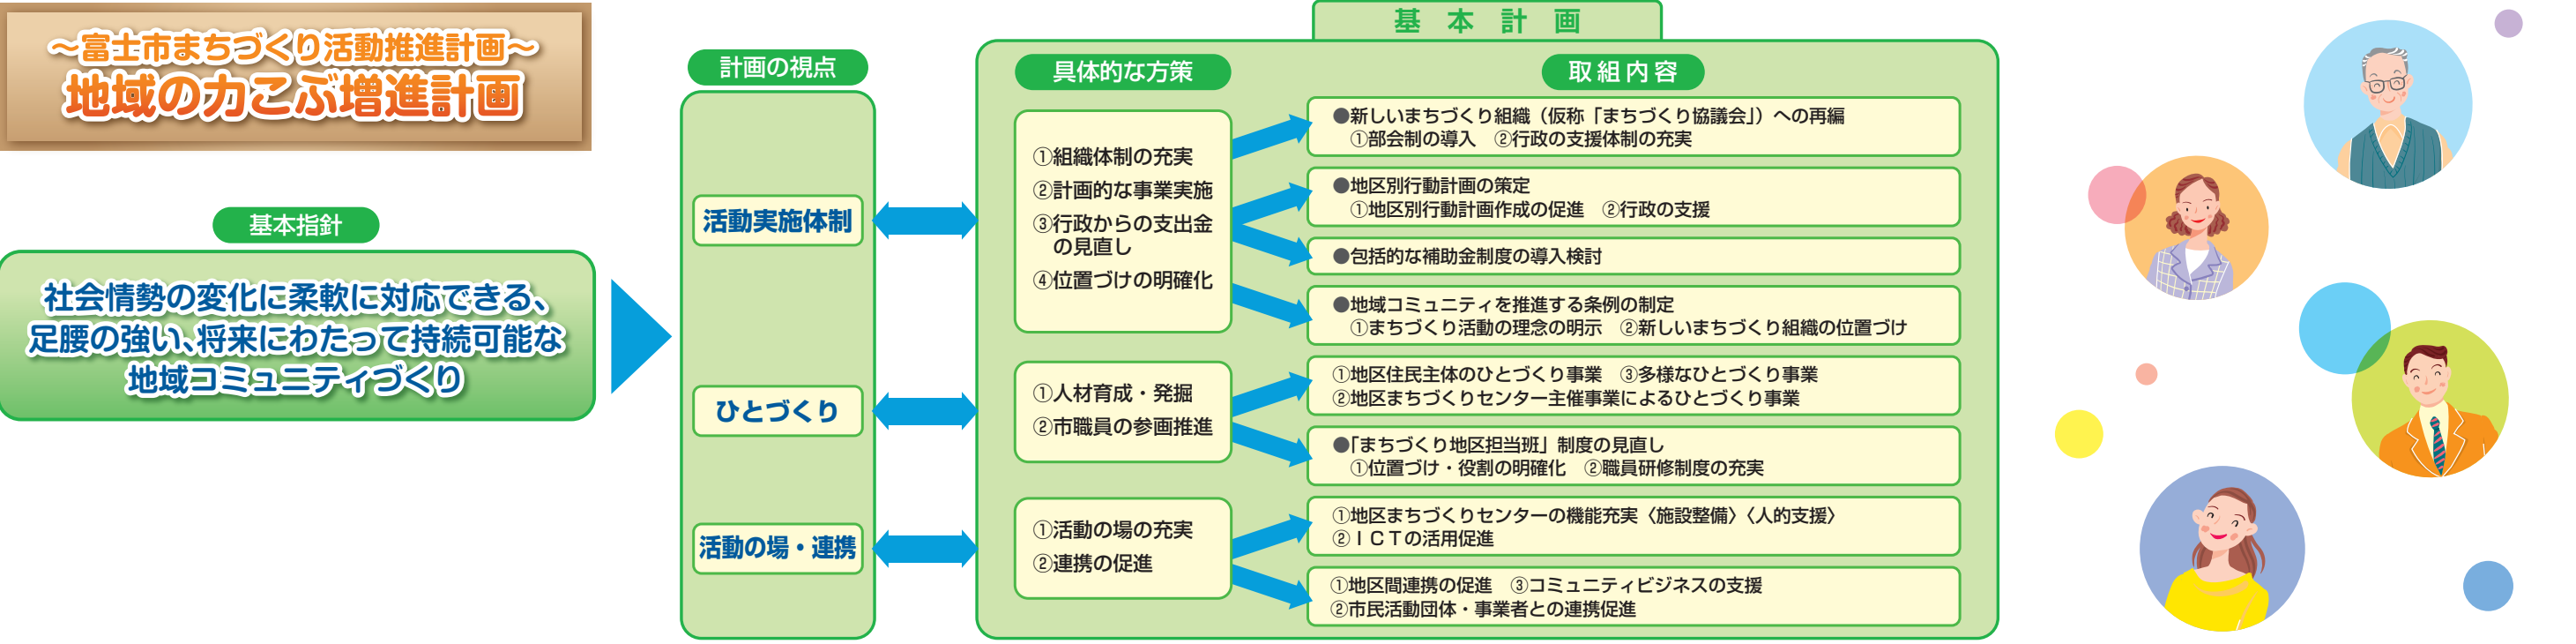 ～富士市まちづくり活動推進計画～
地域の力こぶ増進計画
基本指針
社会情勢の変化に柔軟に対応できる、
足腰の強い、将来にわたって持続可能な
地域コミュニティづくり
計画の視点
活動実施体制
ひとづくり
活動の場・連携
基本計画
具体的な方策
①組織体制の充実
②計画的な事業実施
③行政からの支出金
の見直し
④位置づけの明確化
①人材育成・発掘
②市職員の参画推進
①活動の場の充実
②連携の促進
取組内容
●新しいまちづくり組織（仮称「まちづくり協議会」）への再編
①部会制の導入　②行政の支援体制の充実
●地区別行動計画の策定
①地区別行動計画作成の促進　②行政の支援
●包括的な補助金制度の導入検討
●地域コミュニティを推進する条例の制定
①まちづくり活動の理念の明示　②新しいまちづくり組織の位置づけ
①地区住民主体のひとづくり事業　③多様なひとづくり事業
②地区まちづくりセンター主催事業によるひとづくり事業
●「まちづくり地区担当班」制度の見直し
①位置づけ・役割の明確化　②職員研修制度の充実
①地区まちづくりセンターの機能充実〈施設整備〉〈人的支援〉
②ＩＣＴの活用促進
①地区間連携の促進　③コミュニティビジネスの支援
②市民活動団体・事業者との連携促進